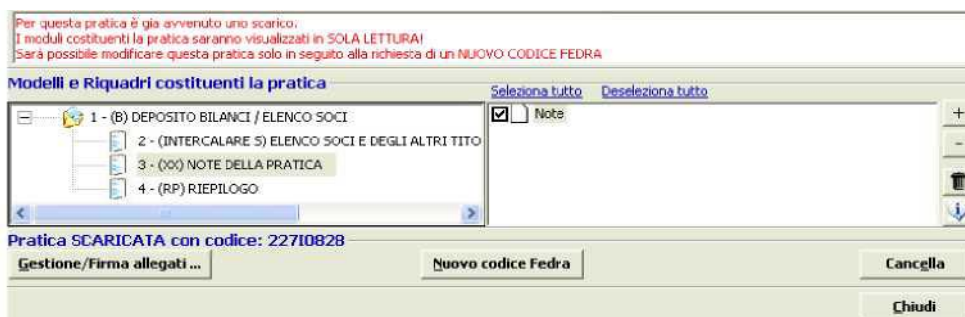 Per questa pratica è gia avvenuto uno scarico.
I moduli costituenti la pratica saranno visualizzati in SOLA LETTURA!
Sarà possibile modificare questa pratica solo in seguito alla richiesta di un NUOVO CODICE FEDRA
Modelli e Riquadri costituenti la pratica
Seleziona tutto Deseleziona tutto
1 - (B) DEPOSITO BILANCI / ELENCO SOCI
2 - (INTERCALARE S) ELENCO SOCI E DEGLI ALTRI TITO
3 - (XX) NOTE DELLA PRATICA
4 - (RP) RIEPILOGO
Note
Pratica SCARICATA con codice: 227I0828
Gestione/Firma allegati ... Nuovo codice Fedra Cancella
Chiudi